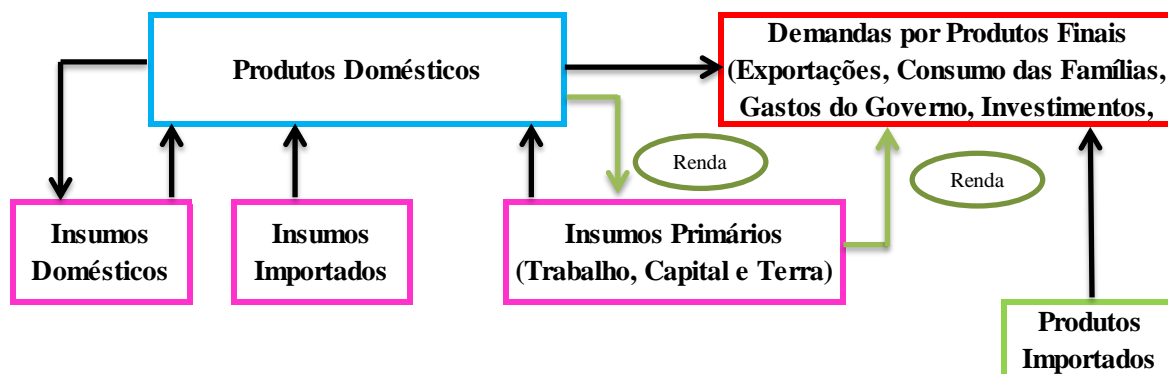 Produtos Domésticos
Demandas por Produtos Finais
(Exportações, Consumo das Famílias,
Gastos do Governo, Investimentos,
Renda
Renda
Insumos
Domésticos
Insumos
Importados
Insumos Primários
(Trabalho, Capital e Terra)
Produtos
Importados